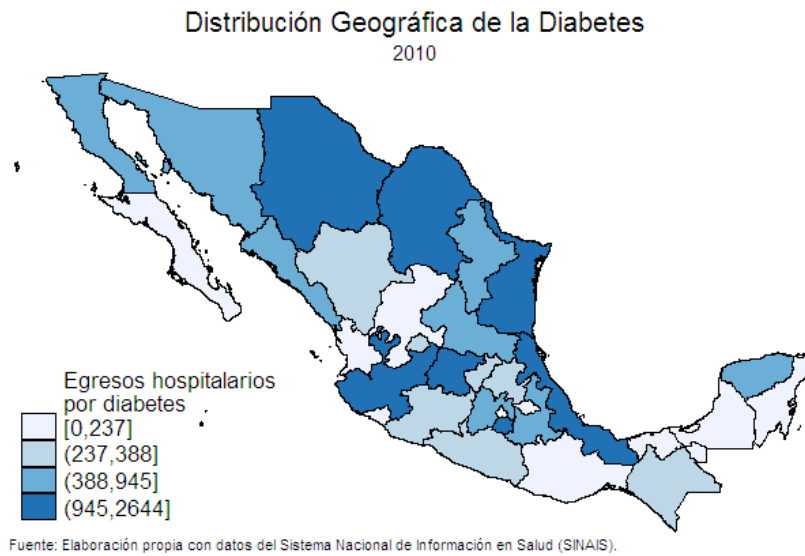 Distribución Geográfica de la Diabetes
2010
Egresos hospitalarios
por diabetes
[0,237]
(237,388]
(388,945]
(945,2644]
Fuente: Elaboración propia con datos del Sistema Nacional de Información en Salud (SINAIS).